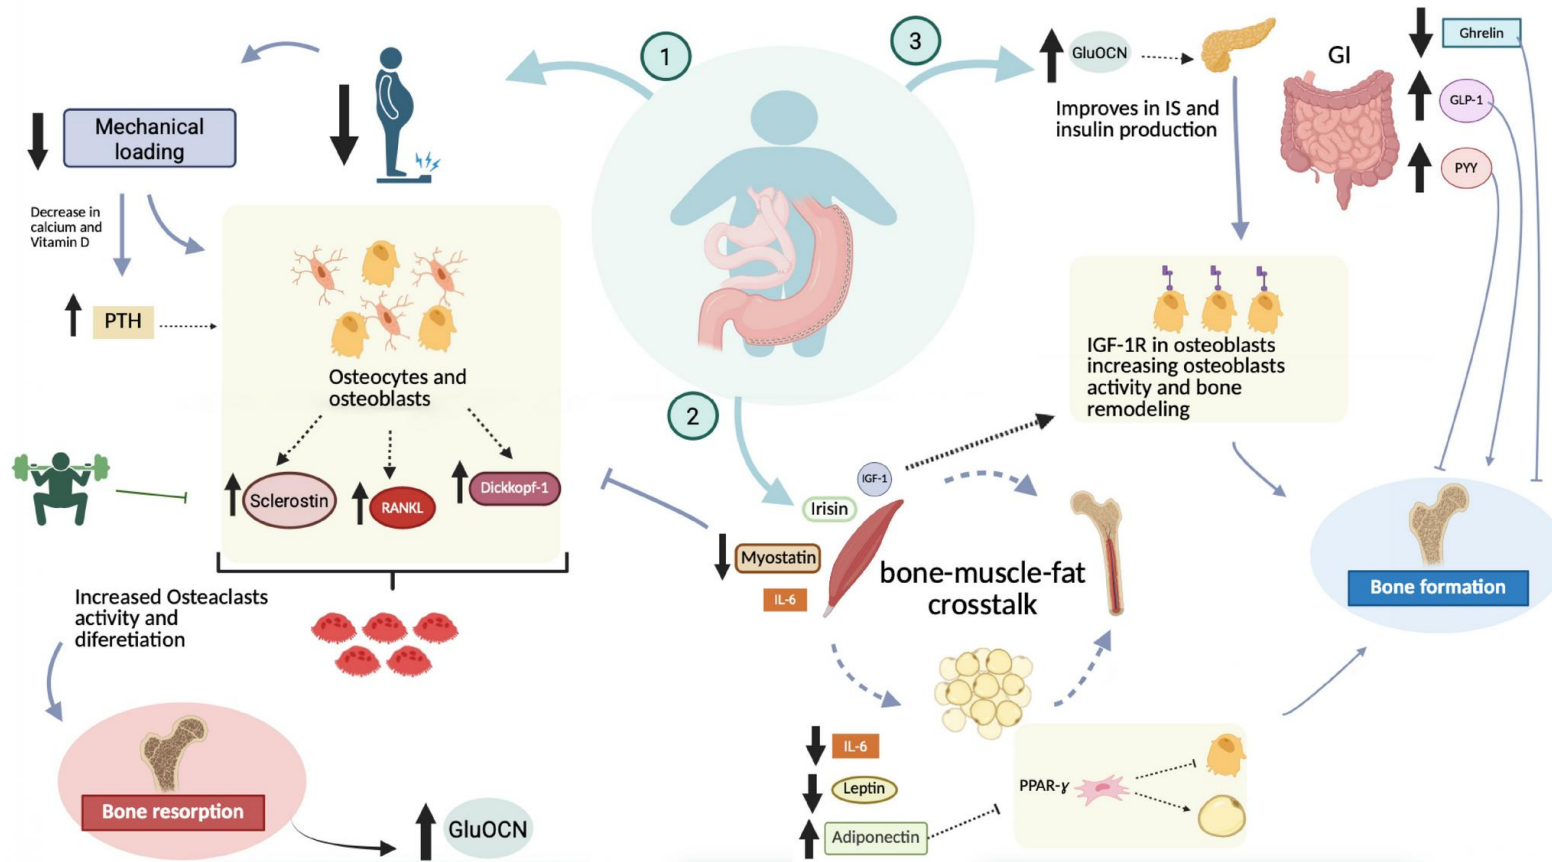 1
3
GluOCN
Improves in IS and
insulin production
GI
Ghrelin
GLP-1
PYY
Mechanical
loading
Decrease in
calcium and
Vitamin D
PTH
Osteocytes and
osteoblasts
Sclerostin
RANKL
Dickkopf-1
Increased Osteaclasts
activity and
diferetiation
Bone resorption
GluOCN
2
IGF-1
Irisin
Myostatin
IL-6
bone-muscle-fat
crosstalk
IGF-1R in osteoblasts
increasing osteoblasts
activity and bone
remodeling
Bone formation
IL-6
Leptin
Adiponectin
PPAR-γ